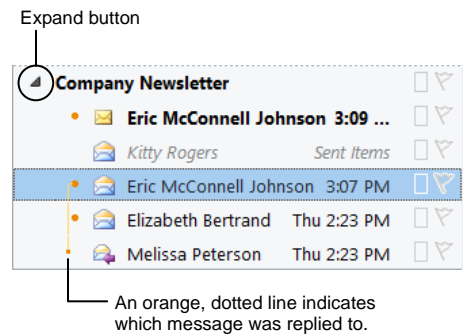 Expand button
Company Newsletter
Eric McConnell Johnson 3:09 ...
Kitty Rogers Sent Items
Eric McConnell Johnson 3:07 PM
Elizabeth Bertrand Thu 2:23 PM
Melissa Peterson Thu 2:23 PM
An orange, dotted line indicates
which message was replied to.